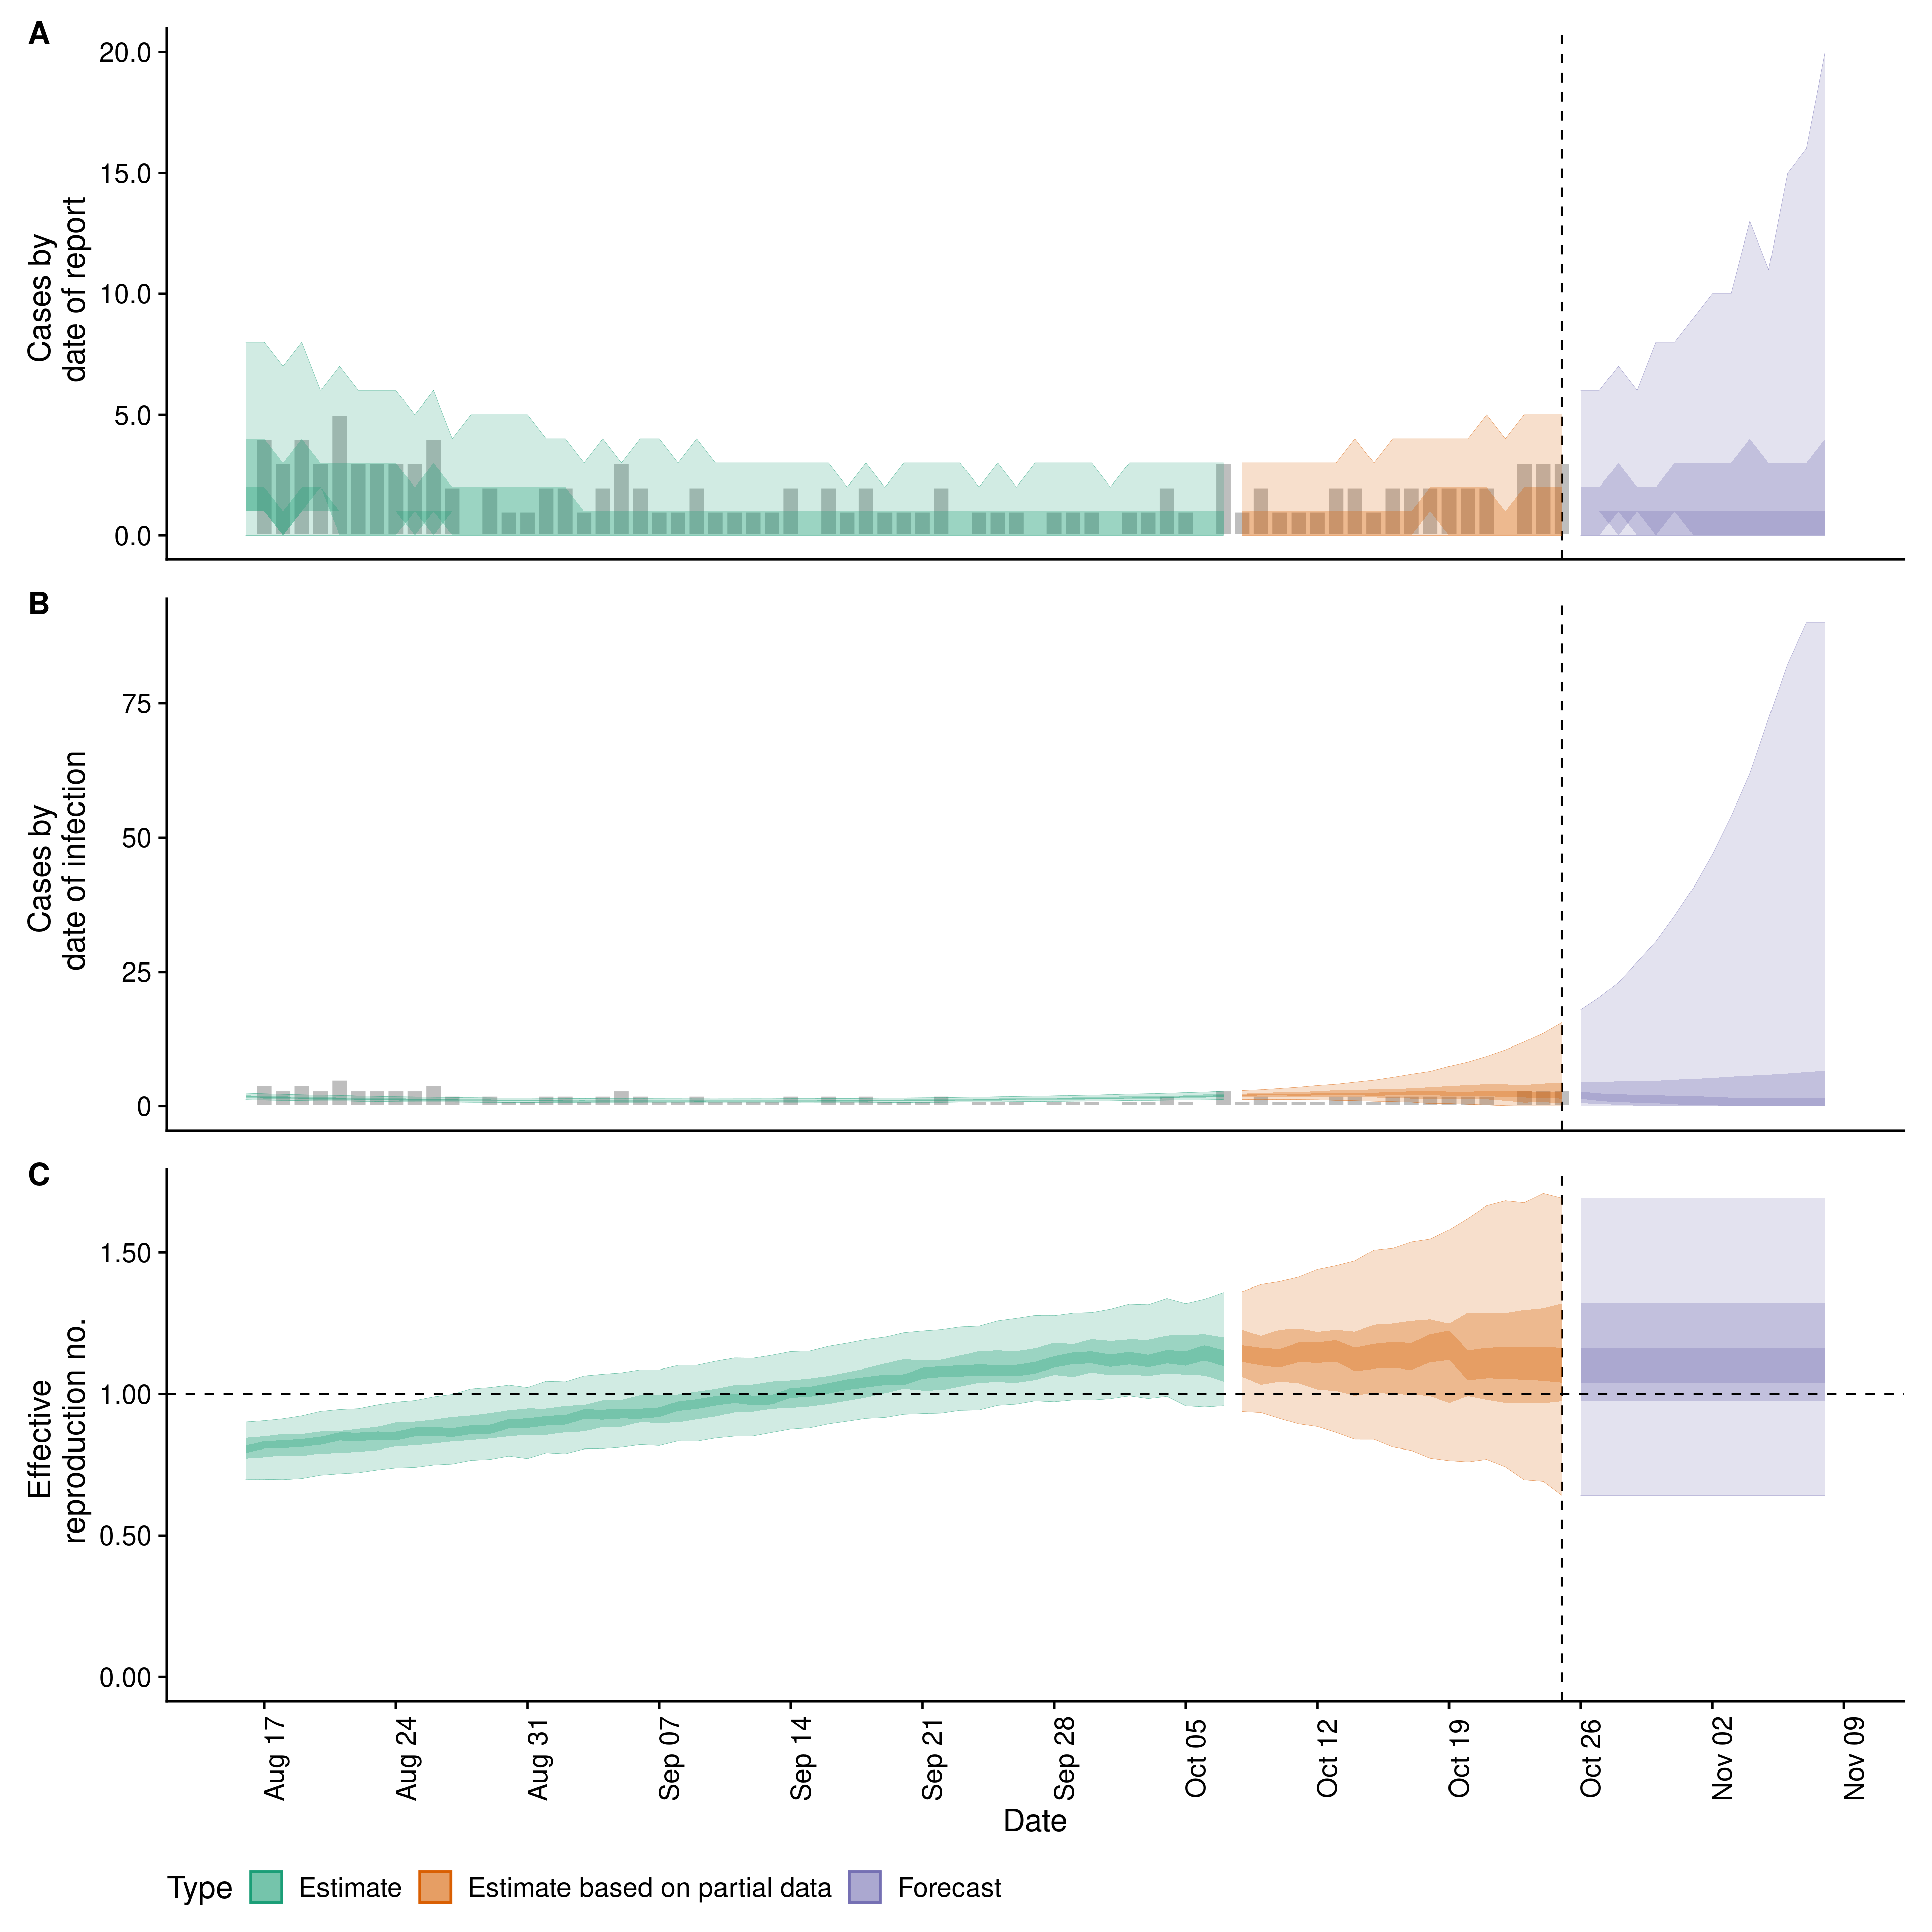 A
20.0
15.0
10.0
5.0
0.0
Cases by
date of report
B
75
50
25
0
Cases by
date of infection
C
1.50
1.00
0.50
0.00
Effective
reproduction no.
Aug 17
Aug 24
Aug 31
Sep 07
Sep 14
Sep 21
Sep 28
Oct 05
Oct 12
Oct 19
Oct 26
Nov 02
Nov 09
Date
Type Estimate Estimate based on partial data Forecast